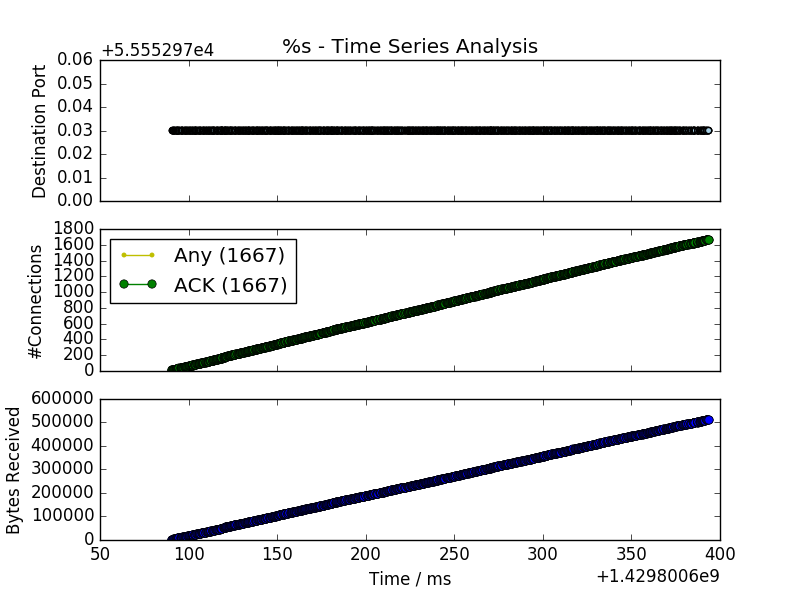 %s - Time Series Analysis
+5.555297e4
Destination Port
0.06
0.05
0.04
0.03
0.02
0.01
0.00
#Connections
1800
1600
1400
1200
1000
800
600
400
200
0
Any (1667)
ACK (1667)
Bytes Received
600000
500000
400000
300000
200000
100000
0
50 100 150 200 250 300 350 400
Time / ms
+1.4298006e9